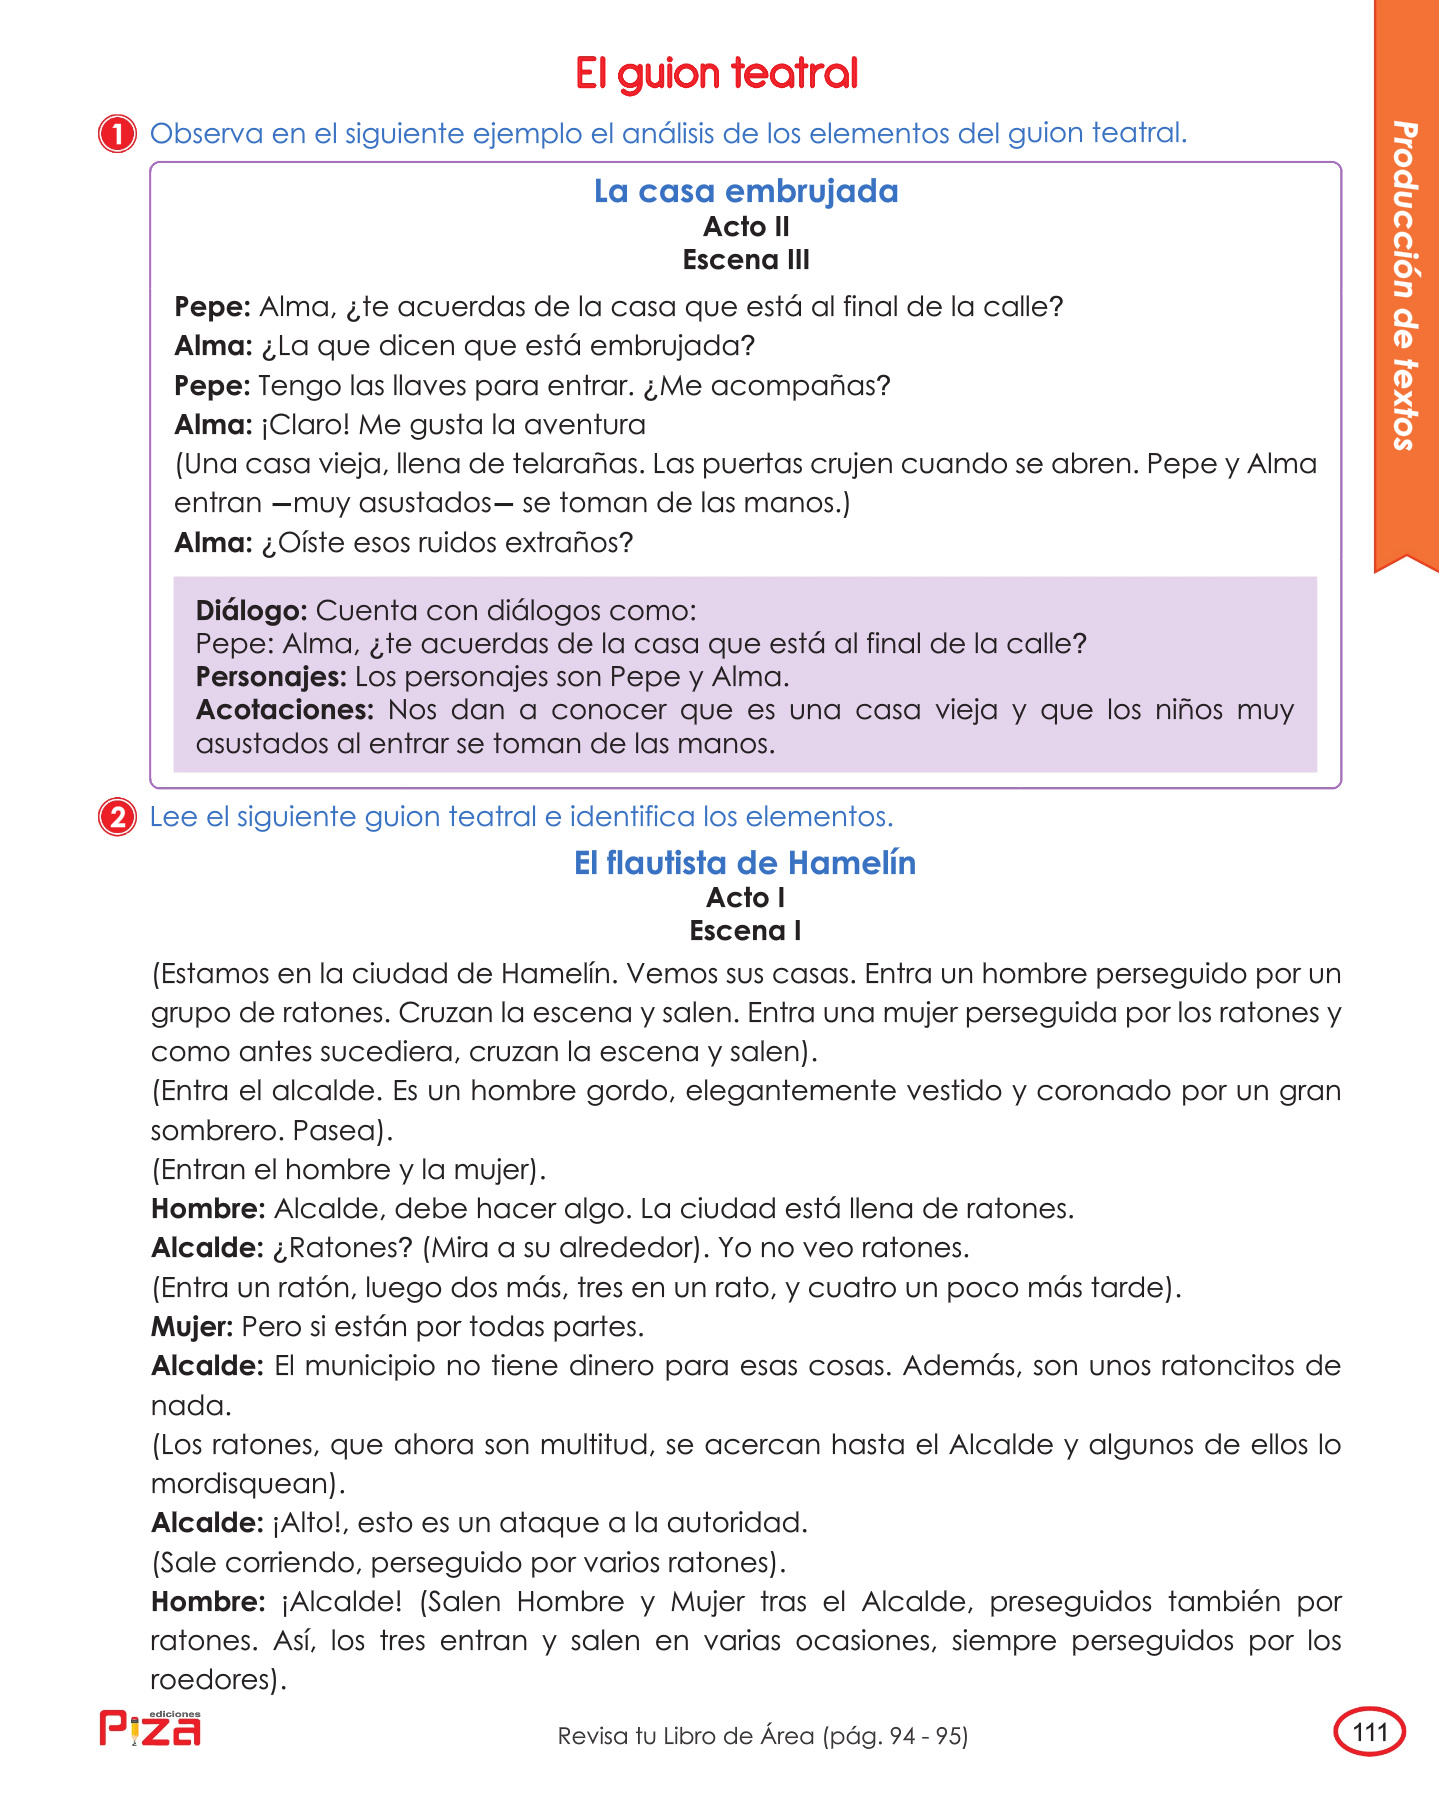 El guion teatral
1 Observa en el siguiente ejemplo el análisis de los elementos del guion teatral.
La casa embrujada
Acto II
Escena III
Pepe: Alma, ¿te acuerdas de la casa que está al final de la calle?
Alma: ¿La que dicen que está embrujada?
Pepe: Tengo las llaves para entrar. ¿Me acompañas?
Alma: ¡Claro! Me gusta la aventura
(Una casa vieja, llena de telarañas. Las puertas crujen cuando se abren. Pepe y Alma
entran —muy asustados— se toman de las manos.)
Alma: ¿Oíste esos ruidos extraños?
Diálogo: Cuenta con diálogos como:
Pepe: Alma, ¿te acuerdas de la casa que está al final de la calle?
Personajes: Los personajes son Pepe y Alma.
Acotaciones: Nos dan a conocer que es una casa vieja y que los niños muy
asustados al entrar se toman de las manos.
2 Lee el siguiente guion teatral e identifica los elementos.
El flautista de Hamelín
Acto I
Escena I
(Estamos en la ciudad de Hamelín. Vemos sus casas. Entra un hombre perseguido por un
grupo de ratones. Cruzan la escena y salen. Entra una mujer perseguida por los ratones y
como antes sucediera, cruzan la escena y salen).
(Entra el alcalde. Es un hombre gordo, elegantemente vestido y coronado por un gran
sombrero. Pasea).
(Entran el hombre y la mujer).
Hombre: Alcalde, debe hacer algo. La ciudad está llena de ratones.
Alcalde: ¿Ratones? (Mira a su alrededor). Yo no veo ratones.
(Entra un ratón, luego dos más, tres en un rato, y cuatro un poco más tarde).
Mujer: Pero si están por todas partes.
Alcalde: El municipio no tiene dinero para esas cosas. Además, son unos ratoncitos de
nada.
(Los ratones, que ahora son multitud, se acercan hasta el Alcalde y algunos de ellos lo
mordisquean).
Alcalde: ¡Alto!, esto es un ataque a la autoridad.
(Sale corriendo, perseguido por varios ratones).
Hombre: ¡Alcalde! (Salen Hombre y Mujer tras el Alcalde, preseguidos también por
ratones. Así, los tres entran y salen en varias ocasiones, siempre perseguidos por los
roedores).
Producción de textos
ediciones
Piza
Revisa tu Libro de Área (pág. 94 - 95)
111